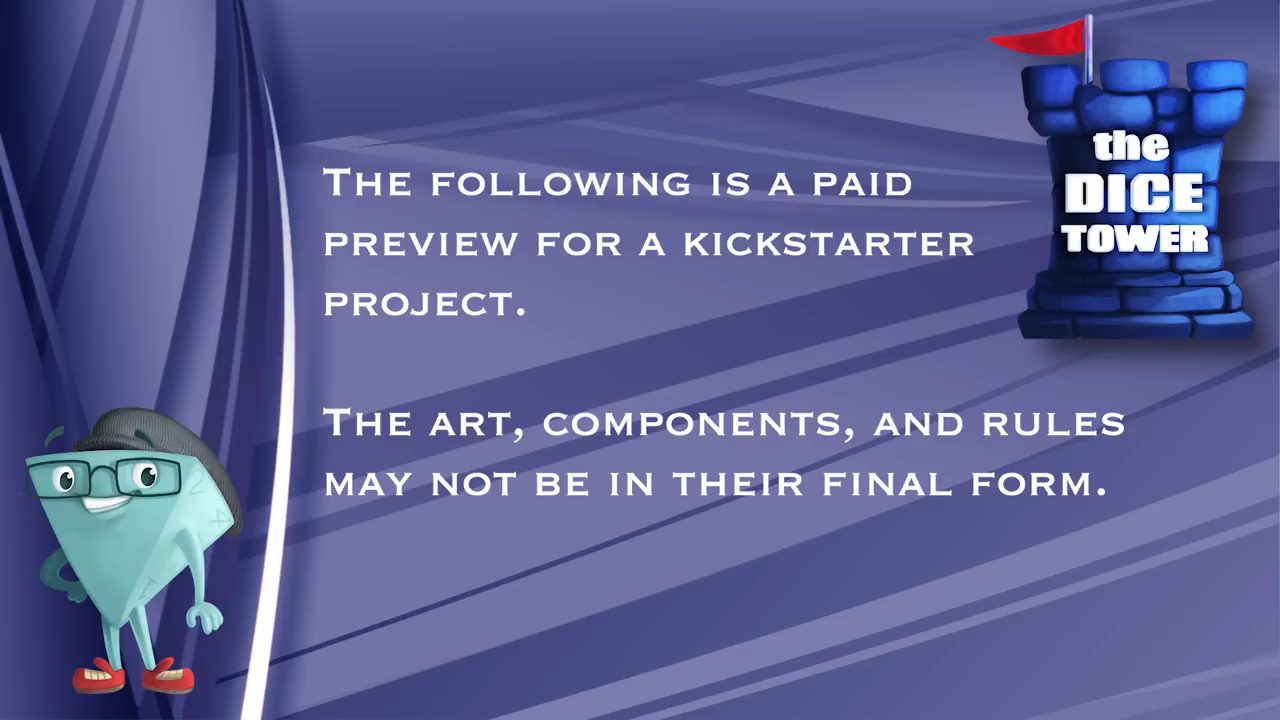 THE FOLLOWING IS A PAID
PREVIEW FOR A KICKSTARTER
PROJECT.
THE ART, COMPONENTS, AND RULES
MAY NOT BE IN THEIR FINAL FORM.
the
DICE
TOWER